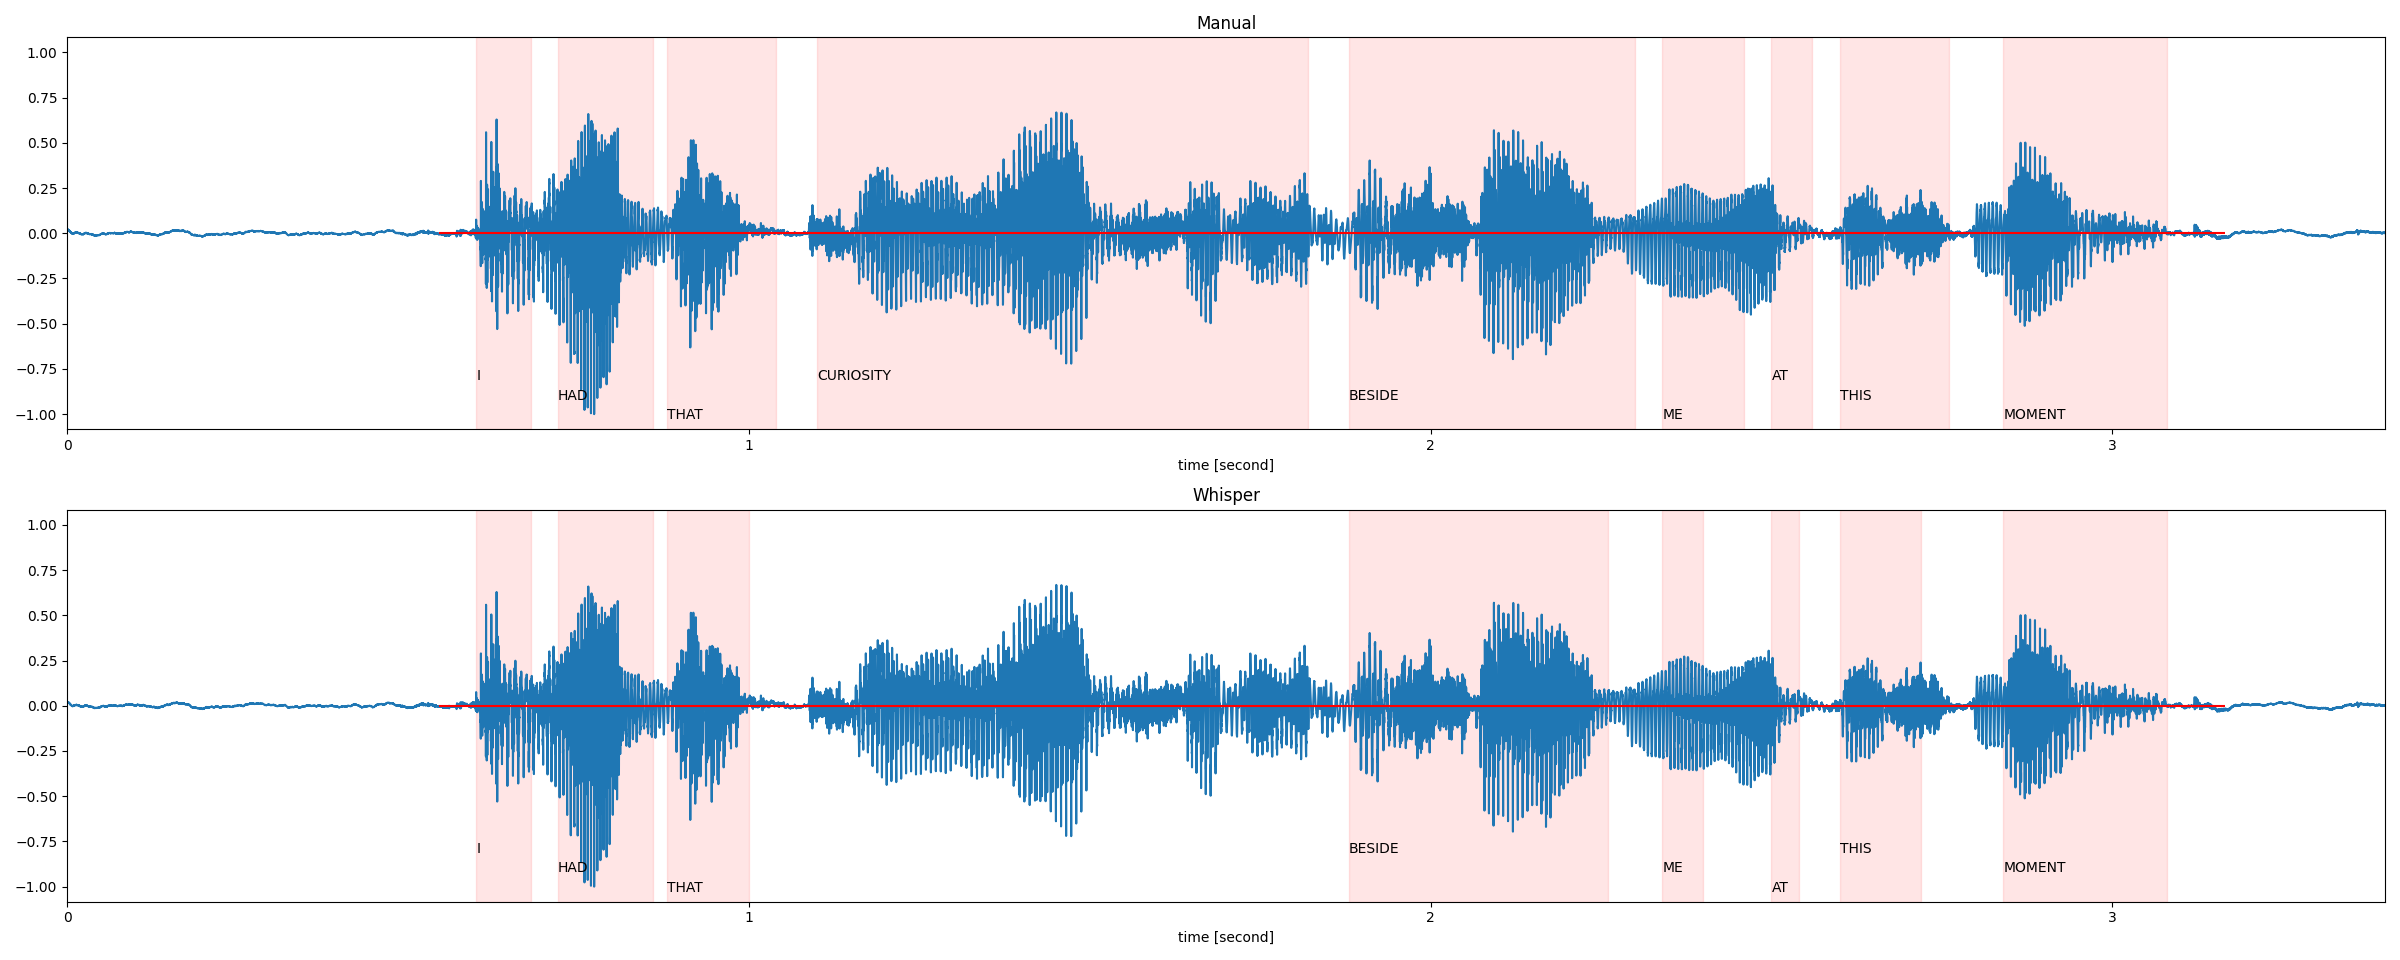 Manual
1.00
0.75
0.50
0.25
0.00
−0.25
−0.50
−0.75
−1.00
I
CURIOSITY
AT
HAD
BESIDE
THIS
THAT
ME
MOMENT
0 1 2 3
time [second]
Whisper
1.00
0.75
0.50
0.25
0.00
−0.25
−0.50
−0.75
−1.00
I
BESIDE
THIS
HAD
ME
MOMENT
THAT
AT
0 1 2 3
time [second]